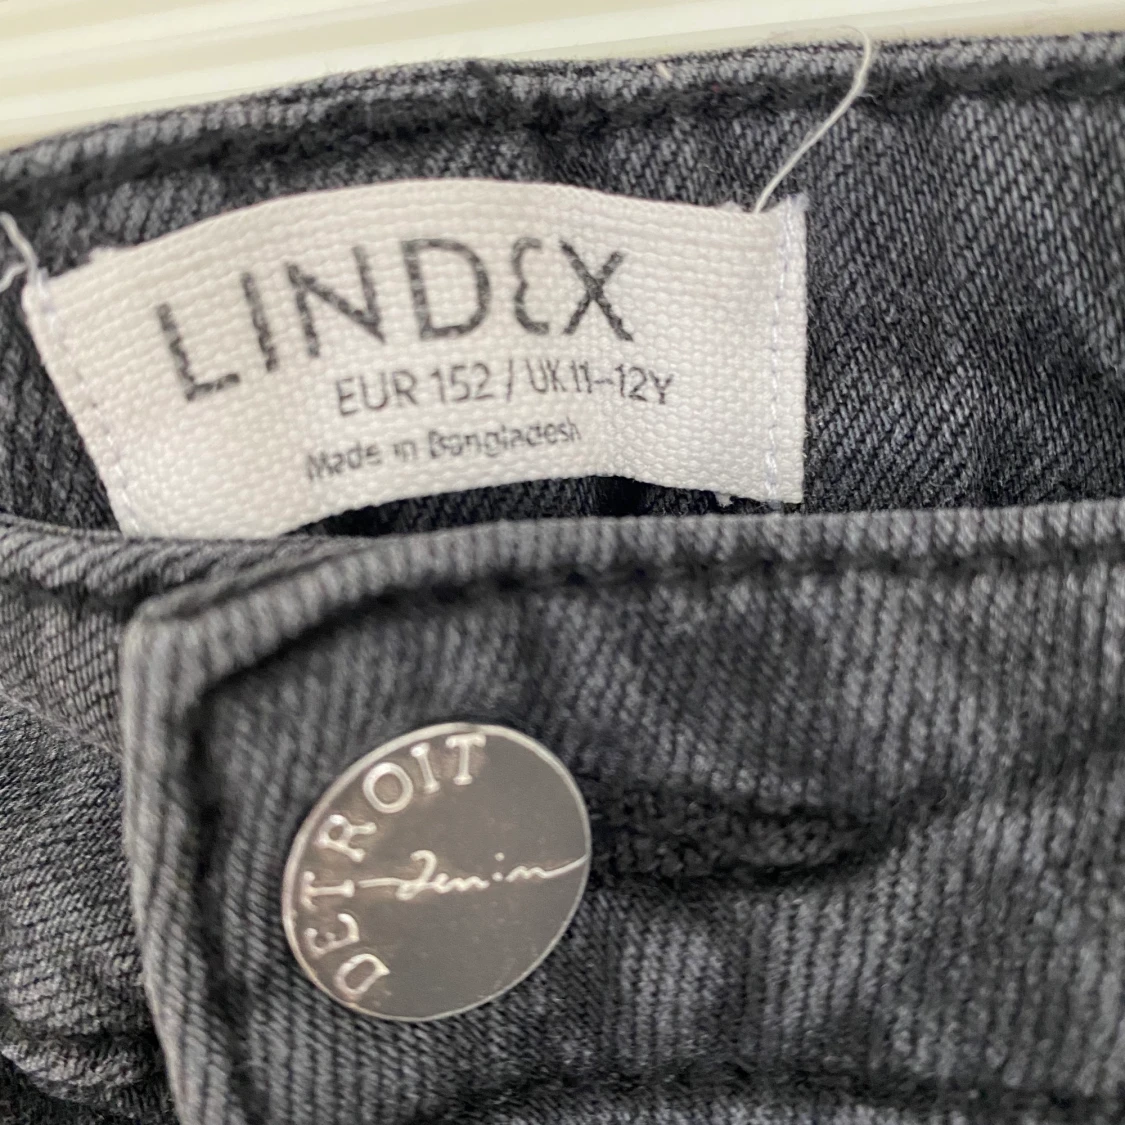 LINDEX
EUR 152 / UK 11-12Y
Made in Bangladesh
DETROIT
Denim